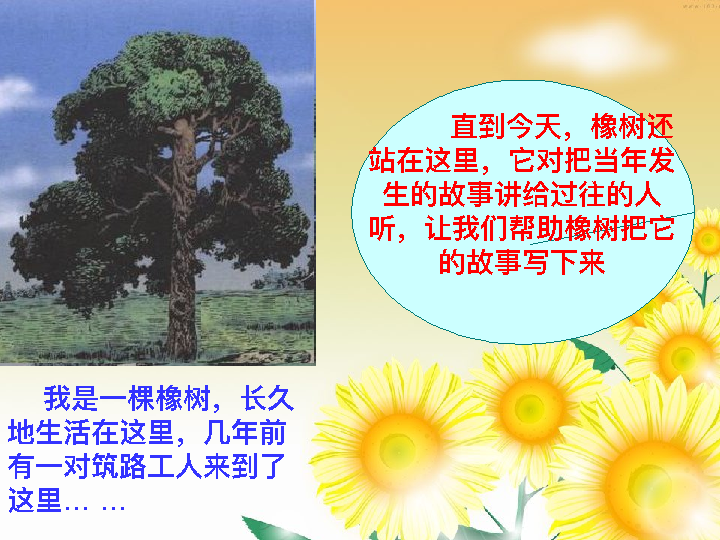 直到今天，橡树还
站在这里，它对把当年发
生的故事讲给过往的人
听，让我们帮助橡树把它
的故事写下来
我是一棵橡树，长久
地生活在这里，几年前
有一对筑路工人来到了
这里… …